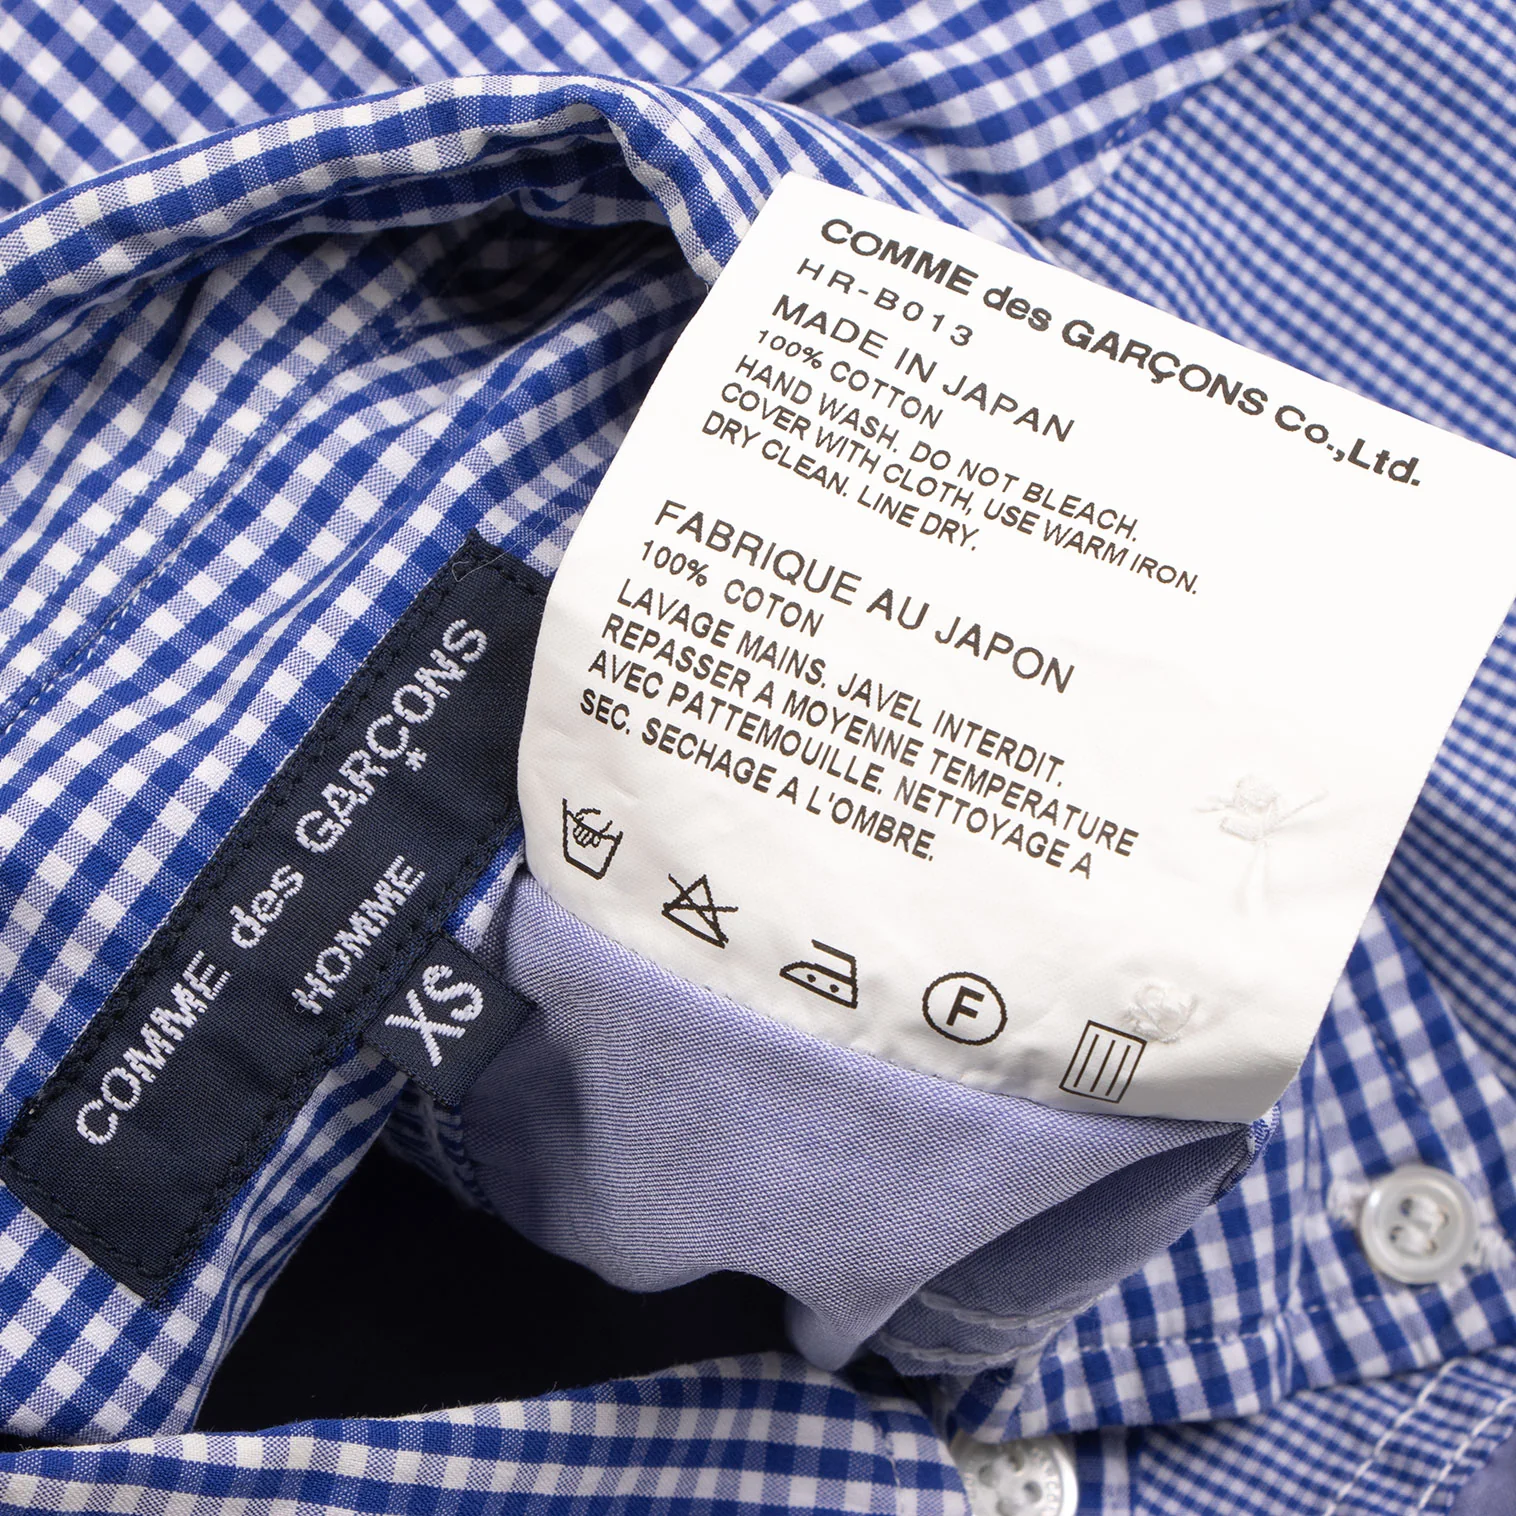 COMME des GARÇONS Co.,Ltd.
HR-B013
MADE IN JAPAN
100% COTTON
HAND WASH. DO NOT BLEACH.
COVER WITH CLOTH, USE WARM IRON.
DRY CLEAN. LINE DRY.
FABRIQUE AU JAPON
100% COTON
LAVAGE MAINS. JAVEL INTERDIT.
REPASSER A MOYENNE TEMPERATURE
AVEC PATTEMOUILLE. NETTOYAGE A
SEC. SECHAGE A L'OMBRE.
F
COMME des GARÇONS
HOMME
XS